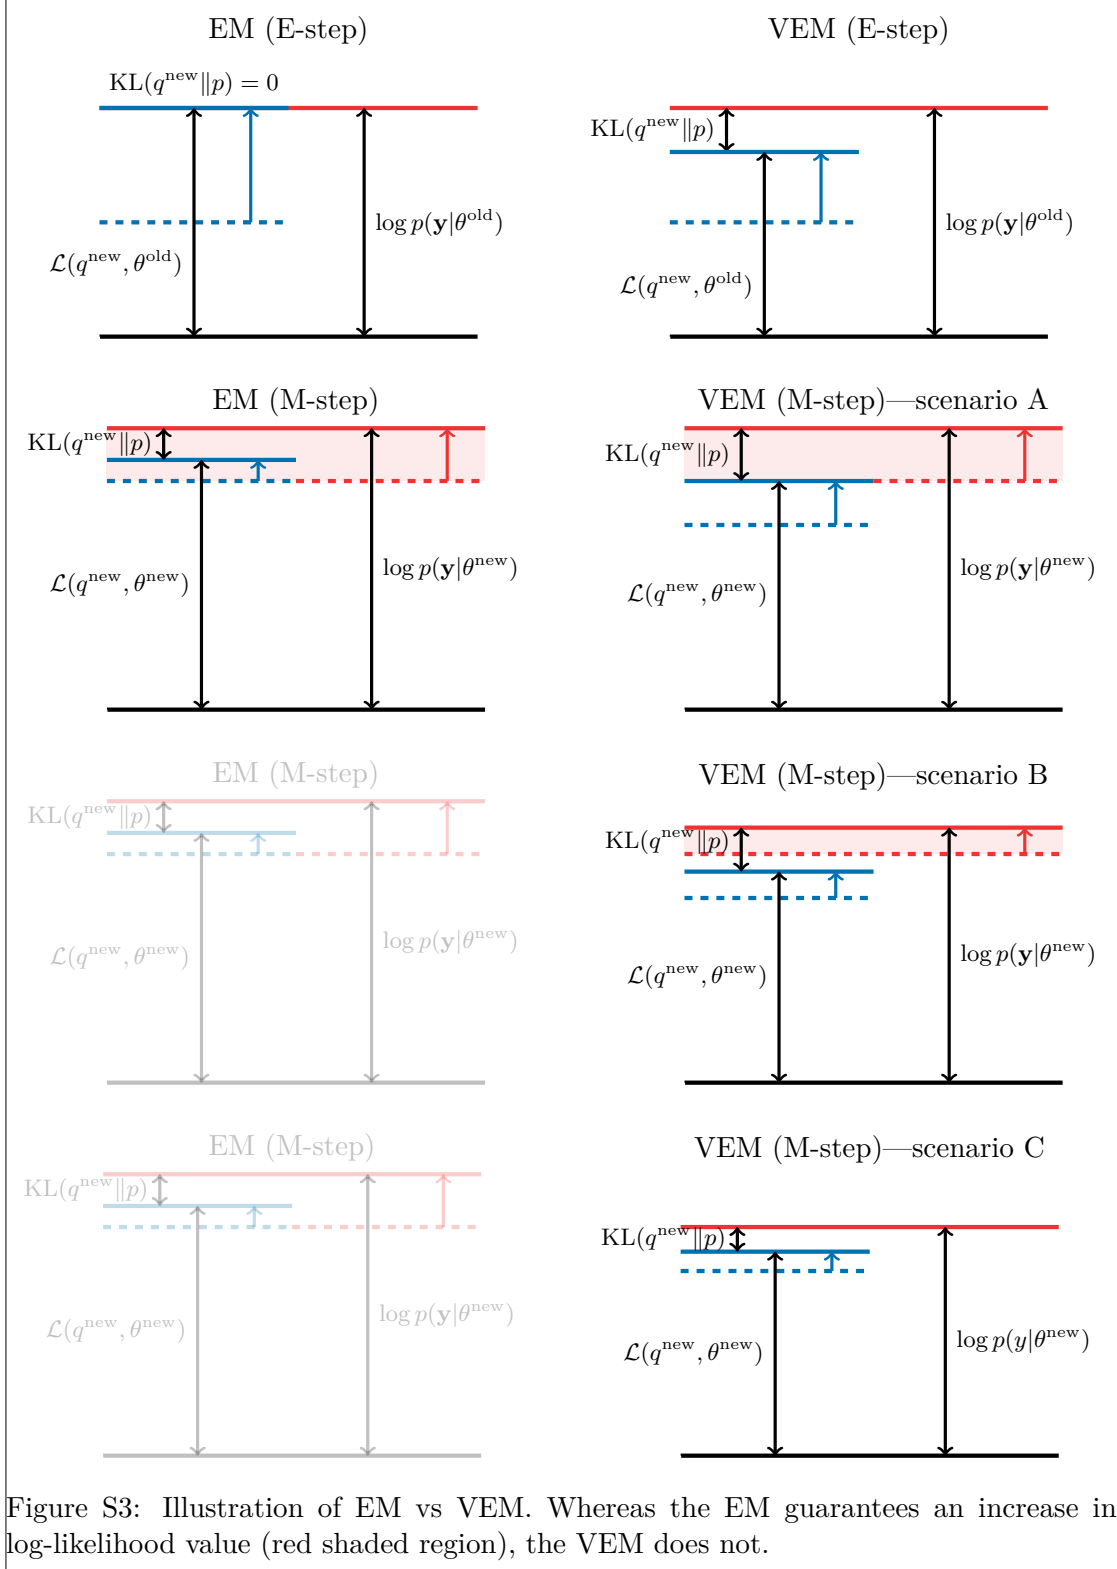 EM (E-step)
VEM (E-step)
KL(q^new‖p) = 0
KL(q^new‖p)
log p(𝐲|θ^old)
log p(𝐲|θ^old)
ℒ(q^new, θ^old)
ℒ(q^new, θ^old)
EM (M-step)
VEM (M-step)—scenario A
KL(q^new‖p)
KL(q^new‖p)
log p(𝐲|θ^new)
log p(𝐲|θ^new)
ℒ(q^new, θ^new)
ℒ(q^new, θ^new)
EM (M-step)
VEM (M-step)—scenario B
KL(q^new‖p)
KL(q^new‖p)
log p(𝐲|θ^new)
log p(𝐲|θ^new)
ℒ(q^new, θ^new)
ℒ(q^new, θ^new)
EM (M-step)
VEM (M-step)—scenario C
KL(q^new‖p)
KL(q^new‖p)
log p(𝐲|θ^new)
log p(y|θ^new)
ℒ(q^new, θ^new)
ℒ(q^new, θ^new)
Figure S3: Illustration of EM vs VEM. Whereas the EM guarantees an increase in
log-likelihood value (red shaded region), the VEM does not.